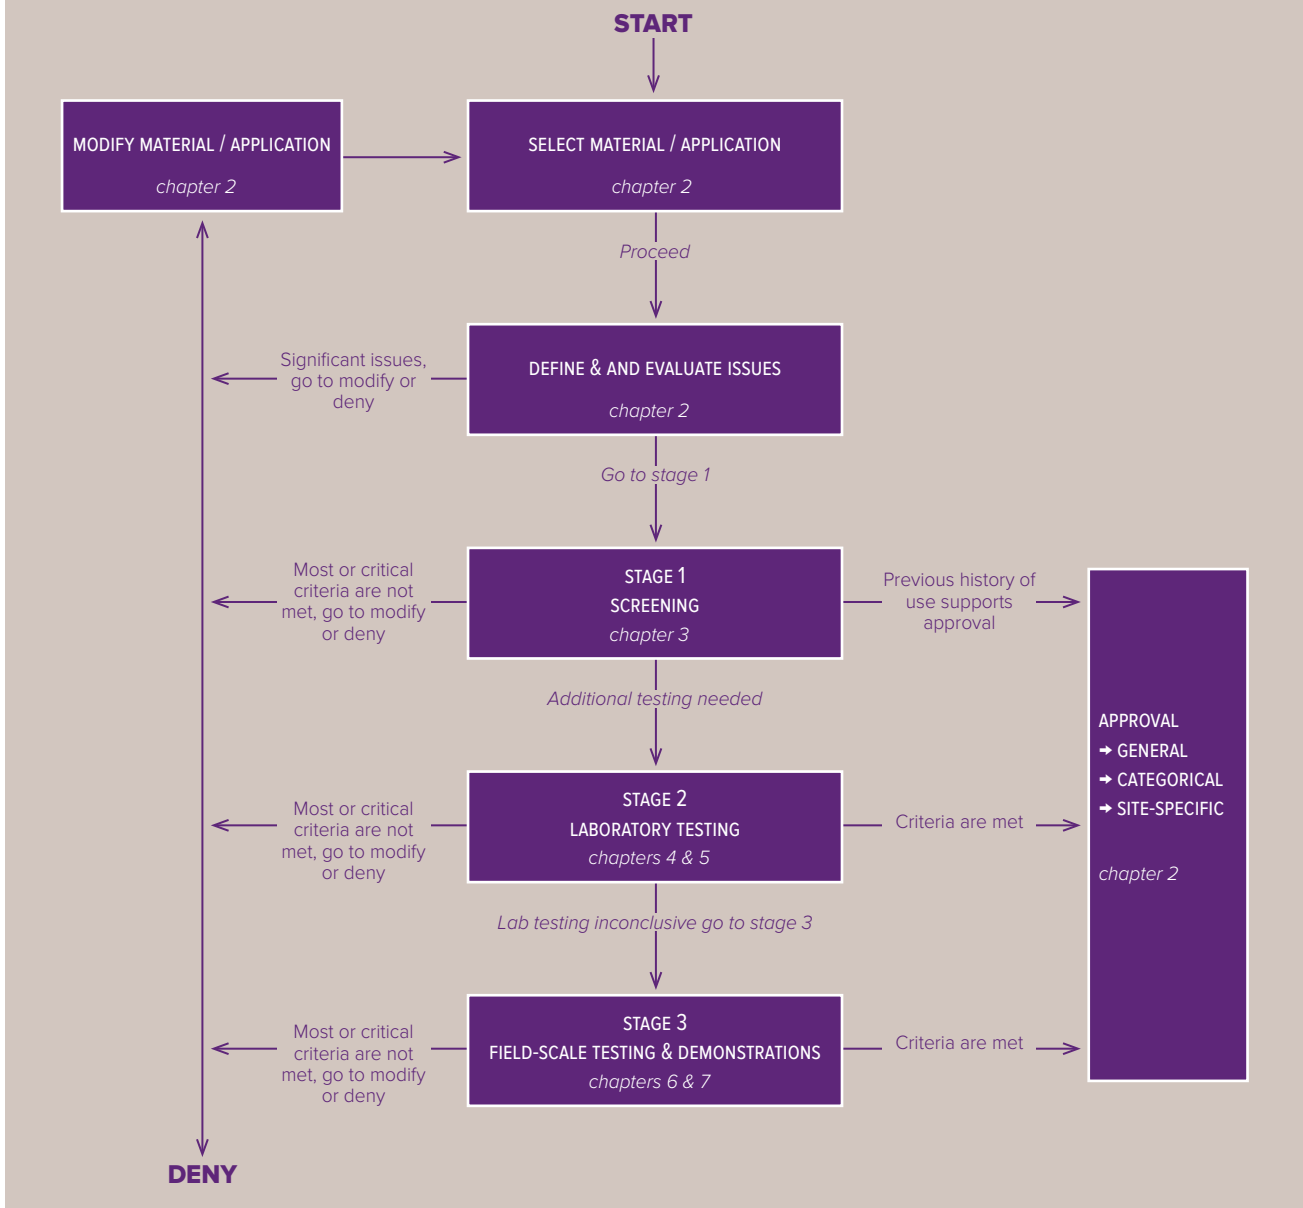 START
MODIFY MATERIAL / APPLICATION
chapter 2
SELECT MATERIAL / APPLICATION
chapter 2
Proceed
Significant issues,
go to modify or
deny
DEFINE & AND EVALUATE ISSUES
chapter 2
Go to stage 1
Most or critical
criteria are not
met, go to modify
or deny
STAGE 1
SCREENING
chapter 3
Previous history of
use supports
approval
Additional testing needed
Most or critical
criteria are not
met, go to modify
or deny
STAGE 2
LABORATORY TESTING
chapters 4 & 5
Criteria are met
APPROVAL
➜ GENERAL
➜ CATEGORICAL
➜ SITE-SPECIFIC
chapter 2
Lab testing inconclusive go to stage 3
Most or critical
criteria are not
met, go to modify
or deny
STAGE 3
FIELD-SCALE TESTING & DEMONSTRATIONS
chapters 6 & 7
Criteria are met
DENY